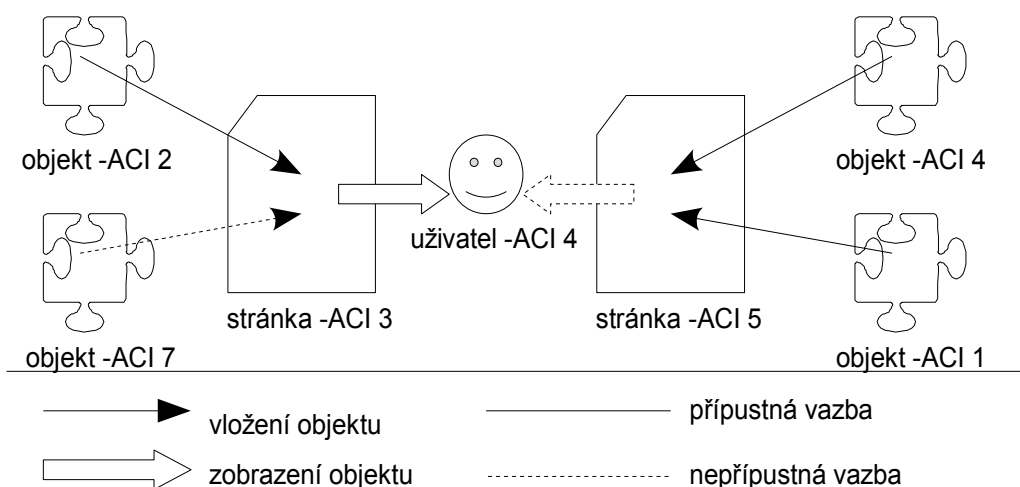 objekt -ACI 2
objekt -ACI 4
uživatel -ACI 4
stránka -ACI 3
stránka -ACI 5
objekt -ACI 7
objekt -ACI 1
vložení objektu
přípustná vazba
zobrazení objektu
nepřípustná vazba